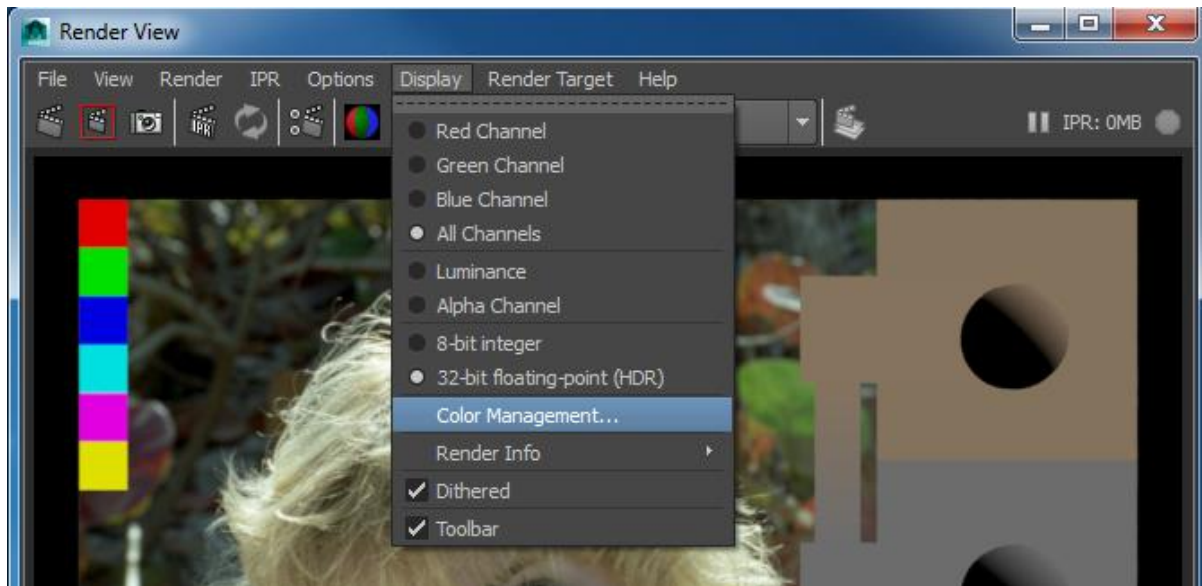 Render View
File View Render IPR Options Display Render Target Help
IPR
IPR: 0MB
Red Channel
Green Channel
Blue Channel
All Channels
Luminance
Alpha Channel
8-bit integer
32-bit floating-point (HDR)
Color Management...
Render Info
Dithered
Toolbar